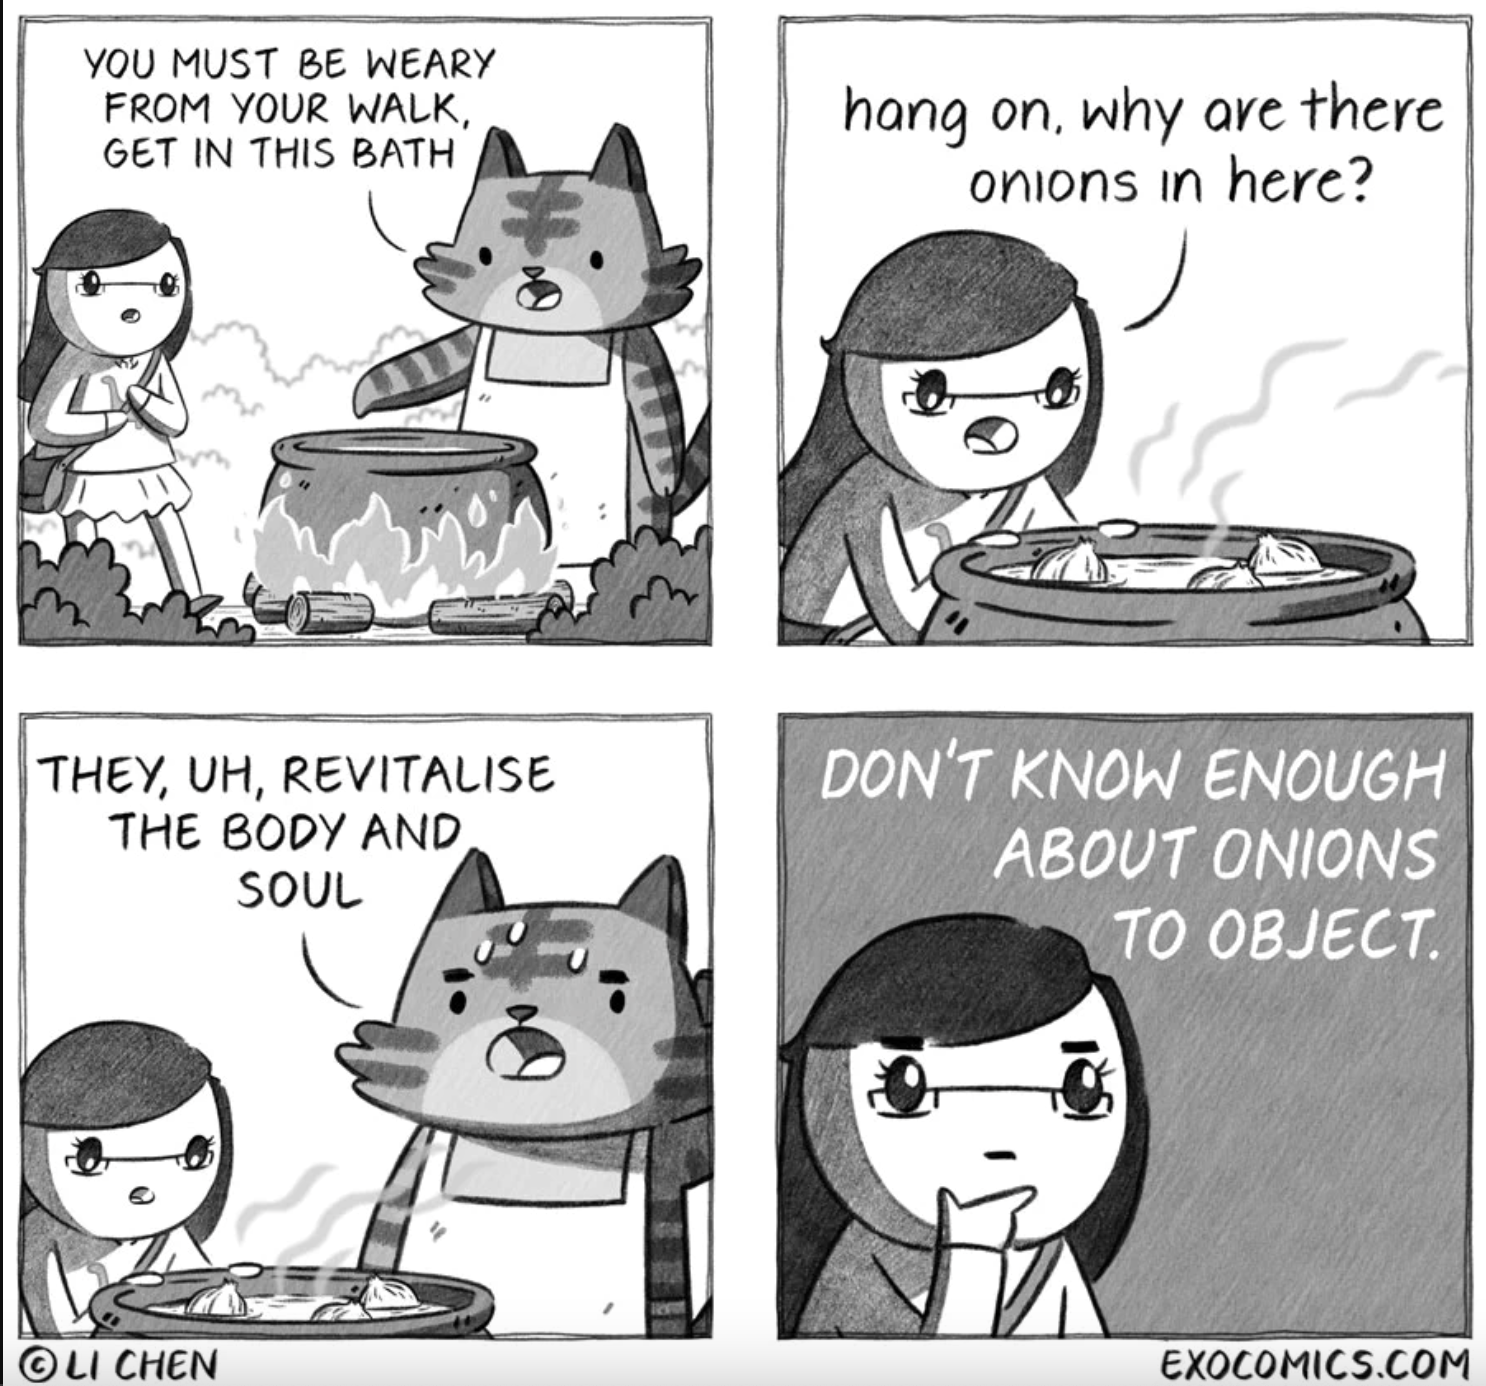 YOU MUST BE WEARY
FROM YOUR WALK,
GET IN THIS BATH
hang on, why are there
onions in here?
THEY, UH, REVITALISE
THE BODY AND
SOUL
DON'T KNOW ENOUGH
ABOUT ONIONS
TO OBJECT.
© LI CHEN
EXOCOMICS.COM